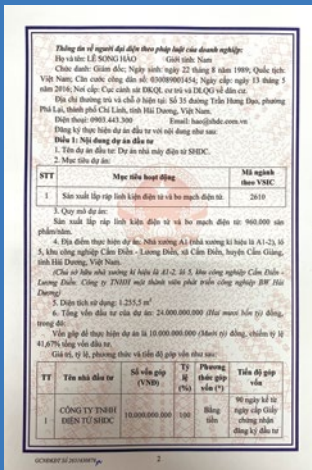 Thông tin về người đại diện theo pháp luật của doanh nghiệp:
Họ và tên: LÊ SONG HÀO Giới tính: Nam
Chức danh: Giám đốc; Ngày sinh: ngày 22 tháng 8 năm 1989; Quốc tịch:
Việt Nam; Căn cước công dân số: 030089001454; Ngày cấp: ngày 13 tháng 5
năm 2016; Nơi cấp: Cục cảnh sát ĐKQL cư trú và DLQG về dân cư.
Địa chỉ thường trú và chỗ ở hiện tại: Số 35 đường Trần Hưng Đạo, phường
Phả Lại, thành phố Chí Linh, tỉnh Hải Dương, Việt Nam.
Điện thoại: 0903.443.300 Email: hao@shdc.com.vn
Đăng ký thực hiện dự án đầu tư với nội dung như sau:
Điều 1: Nội dung dự án đầu tư
1. Tên dự án đầu tư: Dự án nhà máy điện tử SHDC.
2. Mục tiêu dự án:
STT Mục tiêu hoạt động Mã ngành
theo VSIC
1 Sản xuất lắp ráp linh kiện điện tử và bo mạch điện tử. 2610
3. Quy mô dự án:
Sản xuất lắp ráp linh kiện điện tử và bo mạch điện tử: 960.000 sản
phẩm/năm.
4. Địa điểm thực hiện dự án: Nhà xưởng A1 (nhà xưởng kí hiệu là A1-2), lô
5, khu công nghiệp Cẩm Điền - Lương Điền, xã Cẩm Điền, huyện Cẩm Giàng,
tỉnh Hải Dương, Việt Nam.
(Chủ sở hữu nhà xưởng kí hiệu là A1-2, lô 5, khu công nghiệp Cẩm Điền -
Lương Điền: Công ty TNHH một thành viên phát triển công nghiệp BW Hải
Dương)
5. Diện tích sử dụng: 1.255,5 m²
6. Tổng vốn đầu tư của dự án: 24.000.000.000 (Hai mươi bốn tỷ) đồng,
trong đó:
Vốn góp để thực hiện dự án là 10.000.000.000 (Mười tỷ) đồng, chiếm tỷ lệ
41,67% tổng vốn đầu tư.
Giá trị, tỷ lệ, phương thức và tiến độ góp vốn như sau:
TT Tên nhà đầu tư Số vốn góp
(VNĐ) Tỷ
lệ
(%) Phương
thức góp
vốn (*) Tiến độ góp
vốn
1 CÔNG TY TNHH
ĐIỆN TỬ SHDC 10.000.000.000 100 Bằng
tiền 90 ngày kể từ
ngày cấp Giấy
chứng nhận
đăng ký đầu tư
2